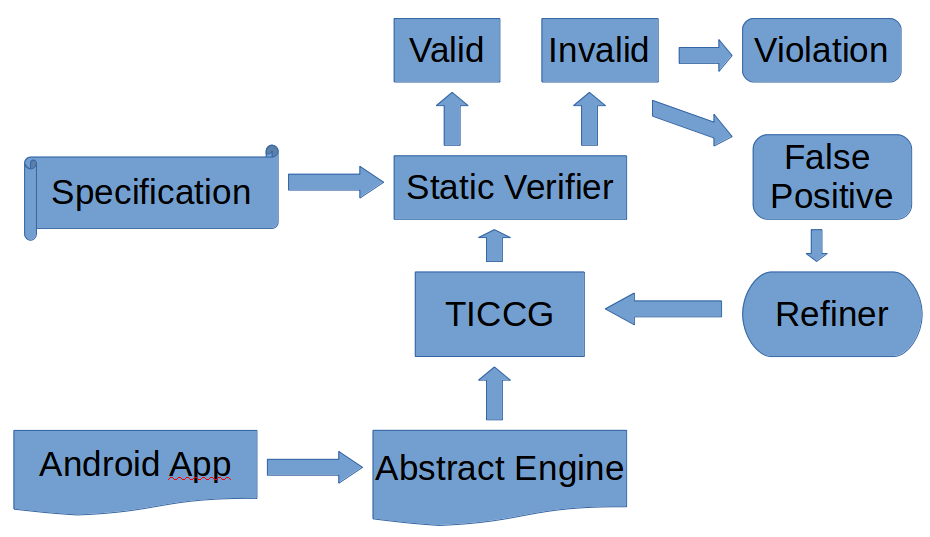 Valid
Invalid
Violation
False
Positive
Specification
Static Verifier
TICCG
Refiner
Android App
Abstract Engine